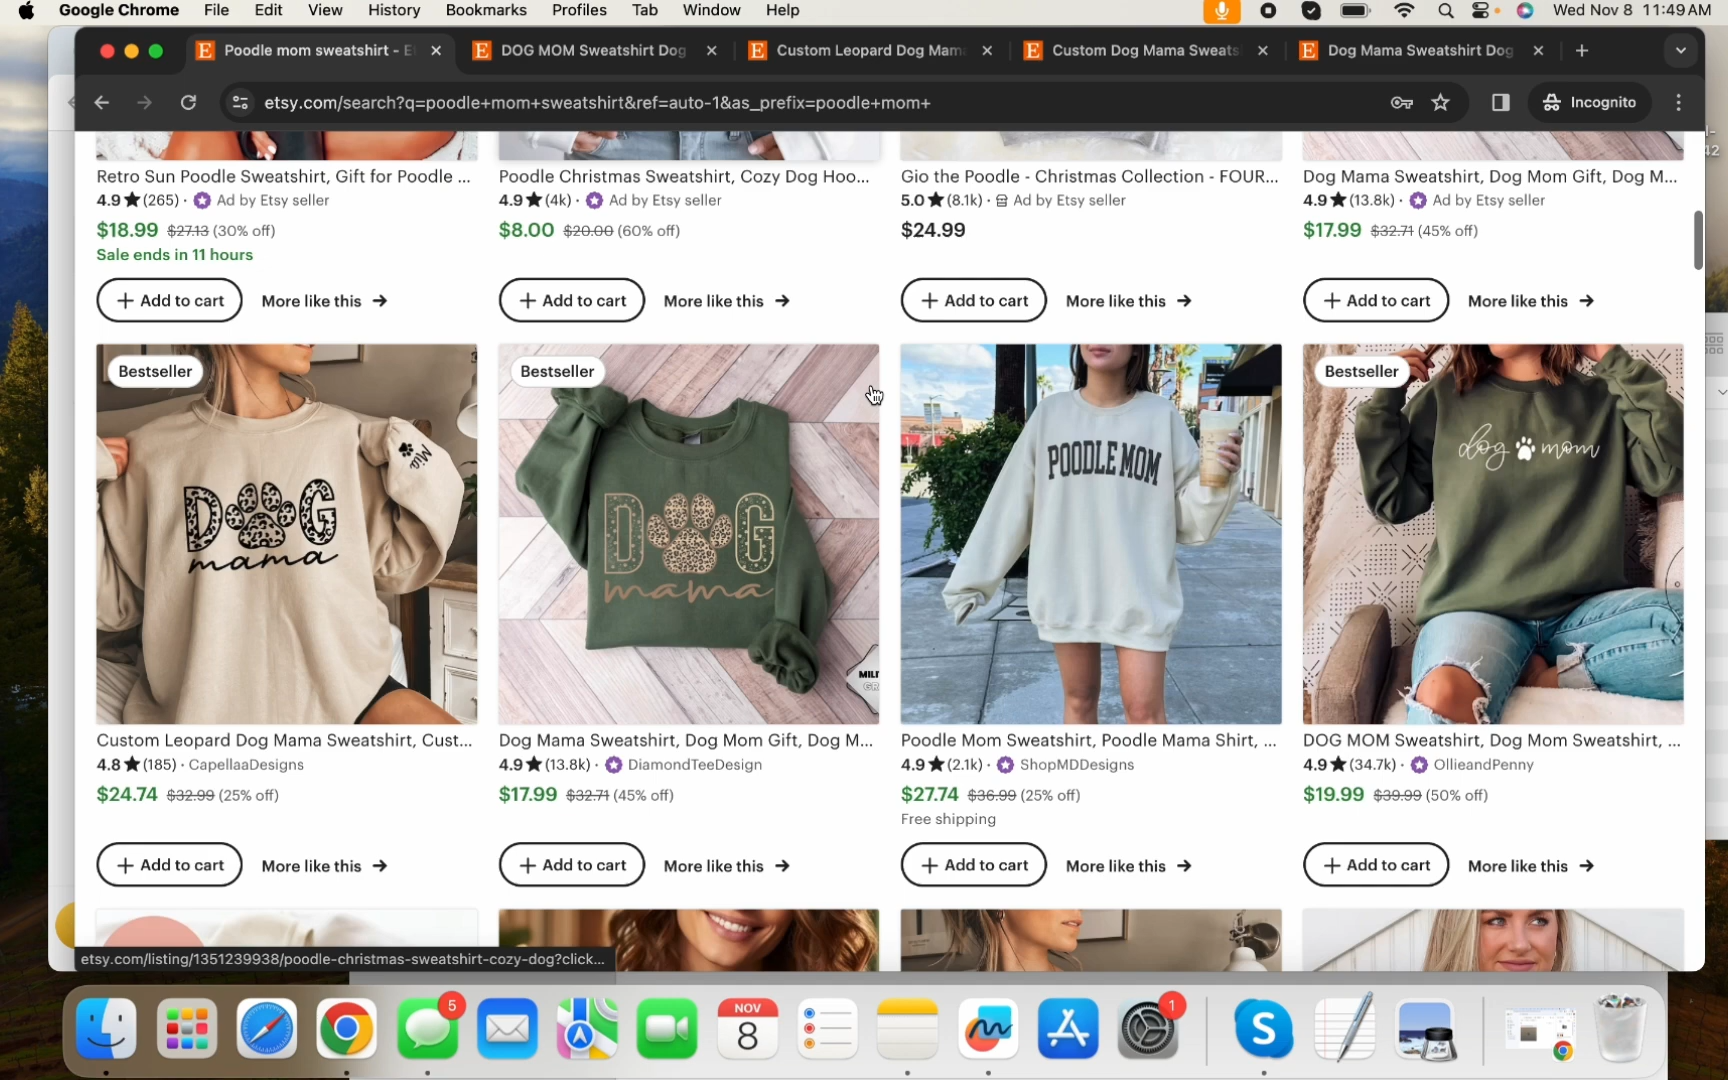 Google Chrome File Edit View History Bookmarks Profiles Tab Window Help Wed Nov 8 11:49 AM
Poodle mom sweatshirt - E DOG MOM Sweatshirt Dog Custom Leopard Dog Mam Custom Dog Mama Sweats Dog Mama Sweatshirt Dog
etsy.com/search?q=poodle+mom+sweatshirt&ref=auto-1&as_prefix=poodle+mom+ Incognito
Retro Sun Poodle Sweatshirt, Gift for Poodle ...
4.9★(265) · Ad by Etsy seller
$18.99 $27.13 (30% off)
Sale ends in 11 hours
+ Add to cart More like this →
Poodle Christmas Sweatshirt, Cozy Dog Hoo...
4.9★(4k) · Ad by Etsy seller
$8.00 $20.00 (60% off)
+ Add to cart More like this →
Gio the Poodle - Christmas Collection - FOUR...
5.0★(8.1k) · Ad by Etsy seller
$24.99
+ Add to cart More like this →
Dog Mama Sweatshirt, Dog Mom Gift, Dog M...
4.9★(13.8k) · Ad by Etsy seller
$17.99 $32.71 (45% off)
+ Add to cart More like this →
Bestseller
Mia
DOG
mama
Custom Leopard Dog Mama Sweatshirt, Cust...
4.8★(185) · CapellaaDesigns
$24.74 $32.99 (25% off)
+ Add to cart More like this →
Bestseller
DOG
mama
MILI
GR
Dog Mama Sweatshirt, Dog Mom Gift, Dog M...
4.9★(13.8k) · DiamondTeeDesign
$17.99 $32.71 (45% off)
+ Add to cart More like this →
POODLE MOM
Poodle Mom Sweatshirt, Poodle Mama Shirt, ...
4.9★(2.1k) · ShopMDDesigns
$27.74 $36.99 (25% off)
Free shipping
+ Add to cart More like this →
Bestseller
dog mom
DOG MOM Sweatshirt, Dog Mom Sweatshirt, ...
4.9★(34.7k) · OllieandPenny
$19.99 $39.99 (50% off)
+ Add to cart More like this →
etsy.com/listing/1351239938/poodle-christmas-sweatshirt-cozy-dog?click...
5
NOV
8
1
S